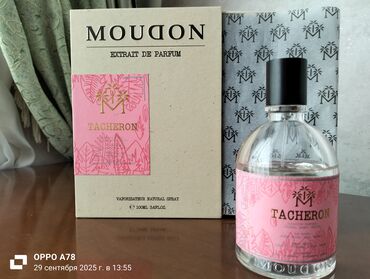 MOUDON
EXTRAIT DE PARFUM
TACHERON
VAPORISATEUR NATURAL SPRAY
100ML 3.4FL.OZ.
TACHERON
MOUDON
OPPO A78
29 сентября 2025 г. в 13:55